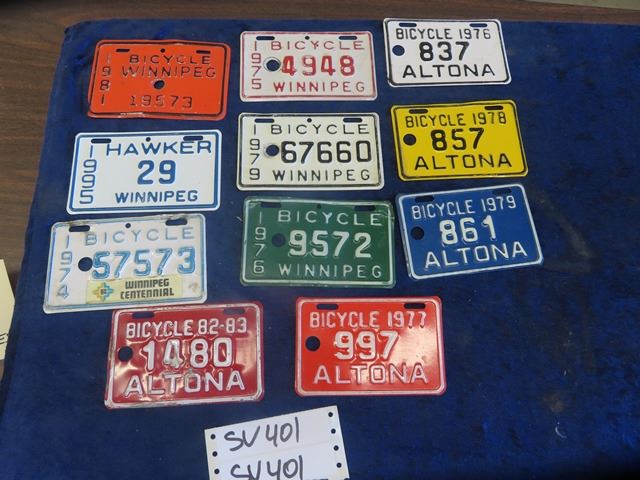 1981
BICYCLE
WINNIPEG
19573
1975
BICYCLE
4948
WINNIPEG
BICYCLE 1976
837
ALTONA
1995
HAWKER
29
WINNIPEG
1979
BICYCLE
67660
WINNIPEG
BICYCLE 1978
857
ALTONA
1974
BICYCLE
57573
WINNIPEG
CENTENNIAL
1976
BICYCLE
9572
WINNIPEG
BICYCLE 1979
861
ALTONA
BICYCLE 82-83
1480
ALTONA
BICYCLE 1977
997
ALTONA
SV401
SV401